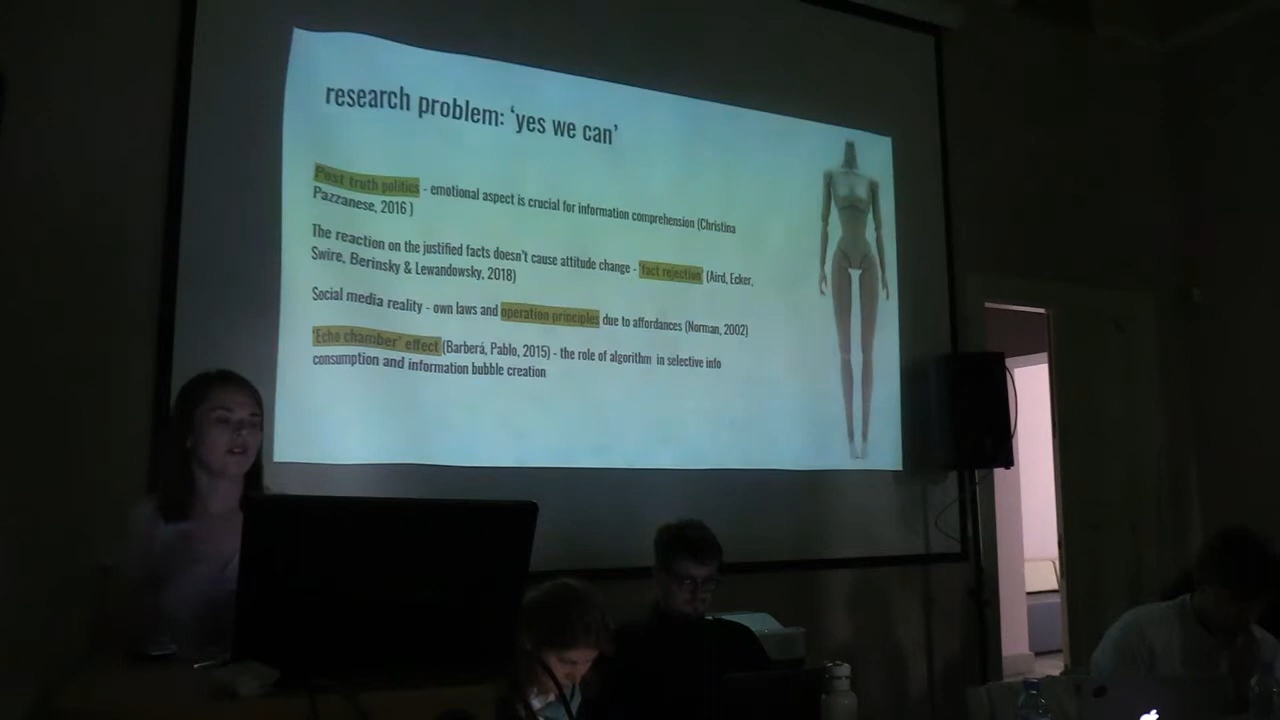 research problem: ‘yes we can’
Post truth politics - emotional aspect is crucial for information comprehension (Christina
Pazzanese, 2016 )
The reaction on the justified facts doesn’t cause attitude change - ‘fact rejection’ (Aird, Ecker,
Swire, Berinsky & Lewandowsky, 2018)
Social media reality - own laws and operation principles due to affordances (Norman, 2002)
‘Echo chamber’ effect (Barberá, Pablo, 2015) - the role of algorithm in selective info
consumption and information bubble creation